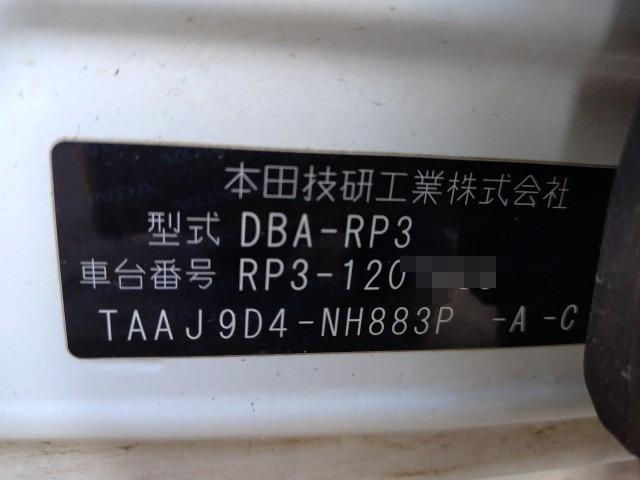 本田技研工業株式会社
型式 DBA-RP3
車台番号 RP3-120
TAAJ9D4-NH883P -A -C